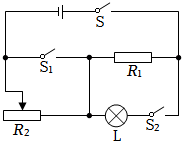 S
S₁ R₁
R₂ L S₂